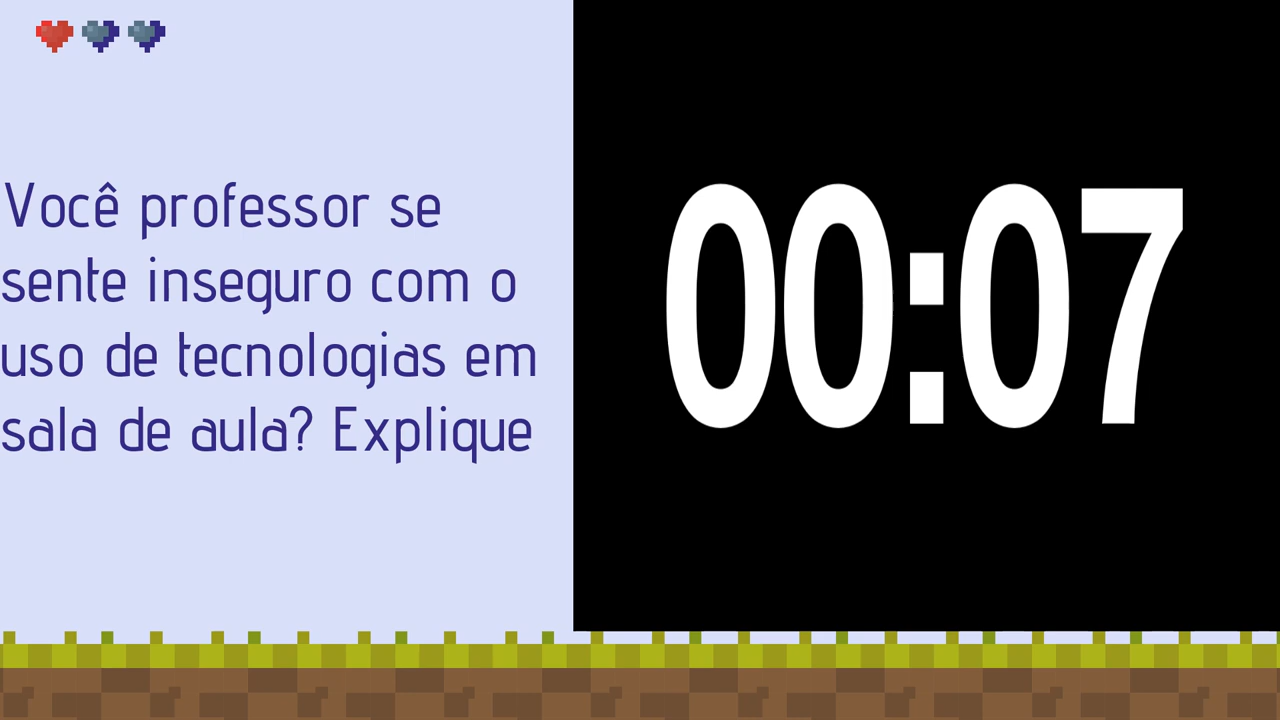 Você professor se
sente inseguro com o
uso de tecnologias em
sala de aula? Explique
00:07